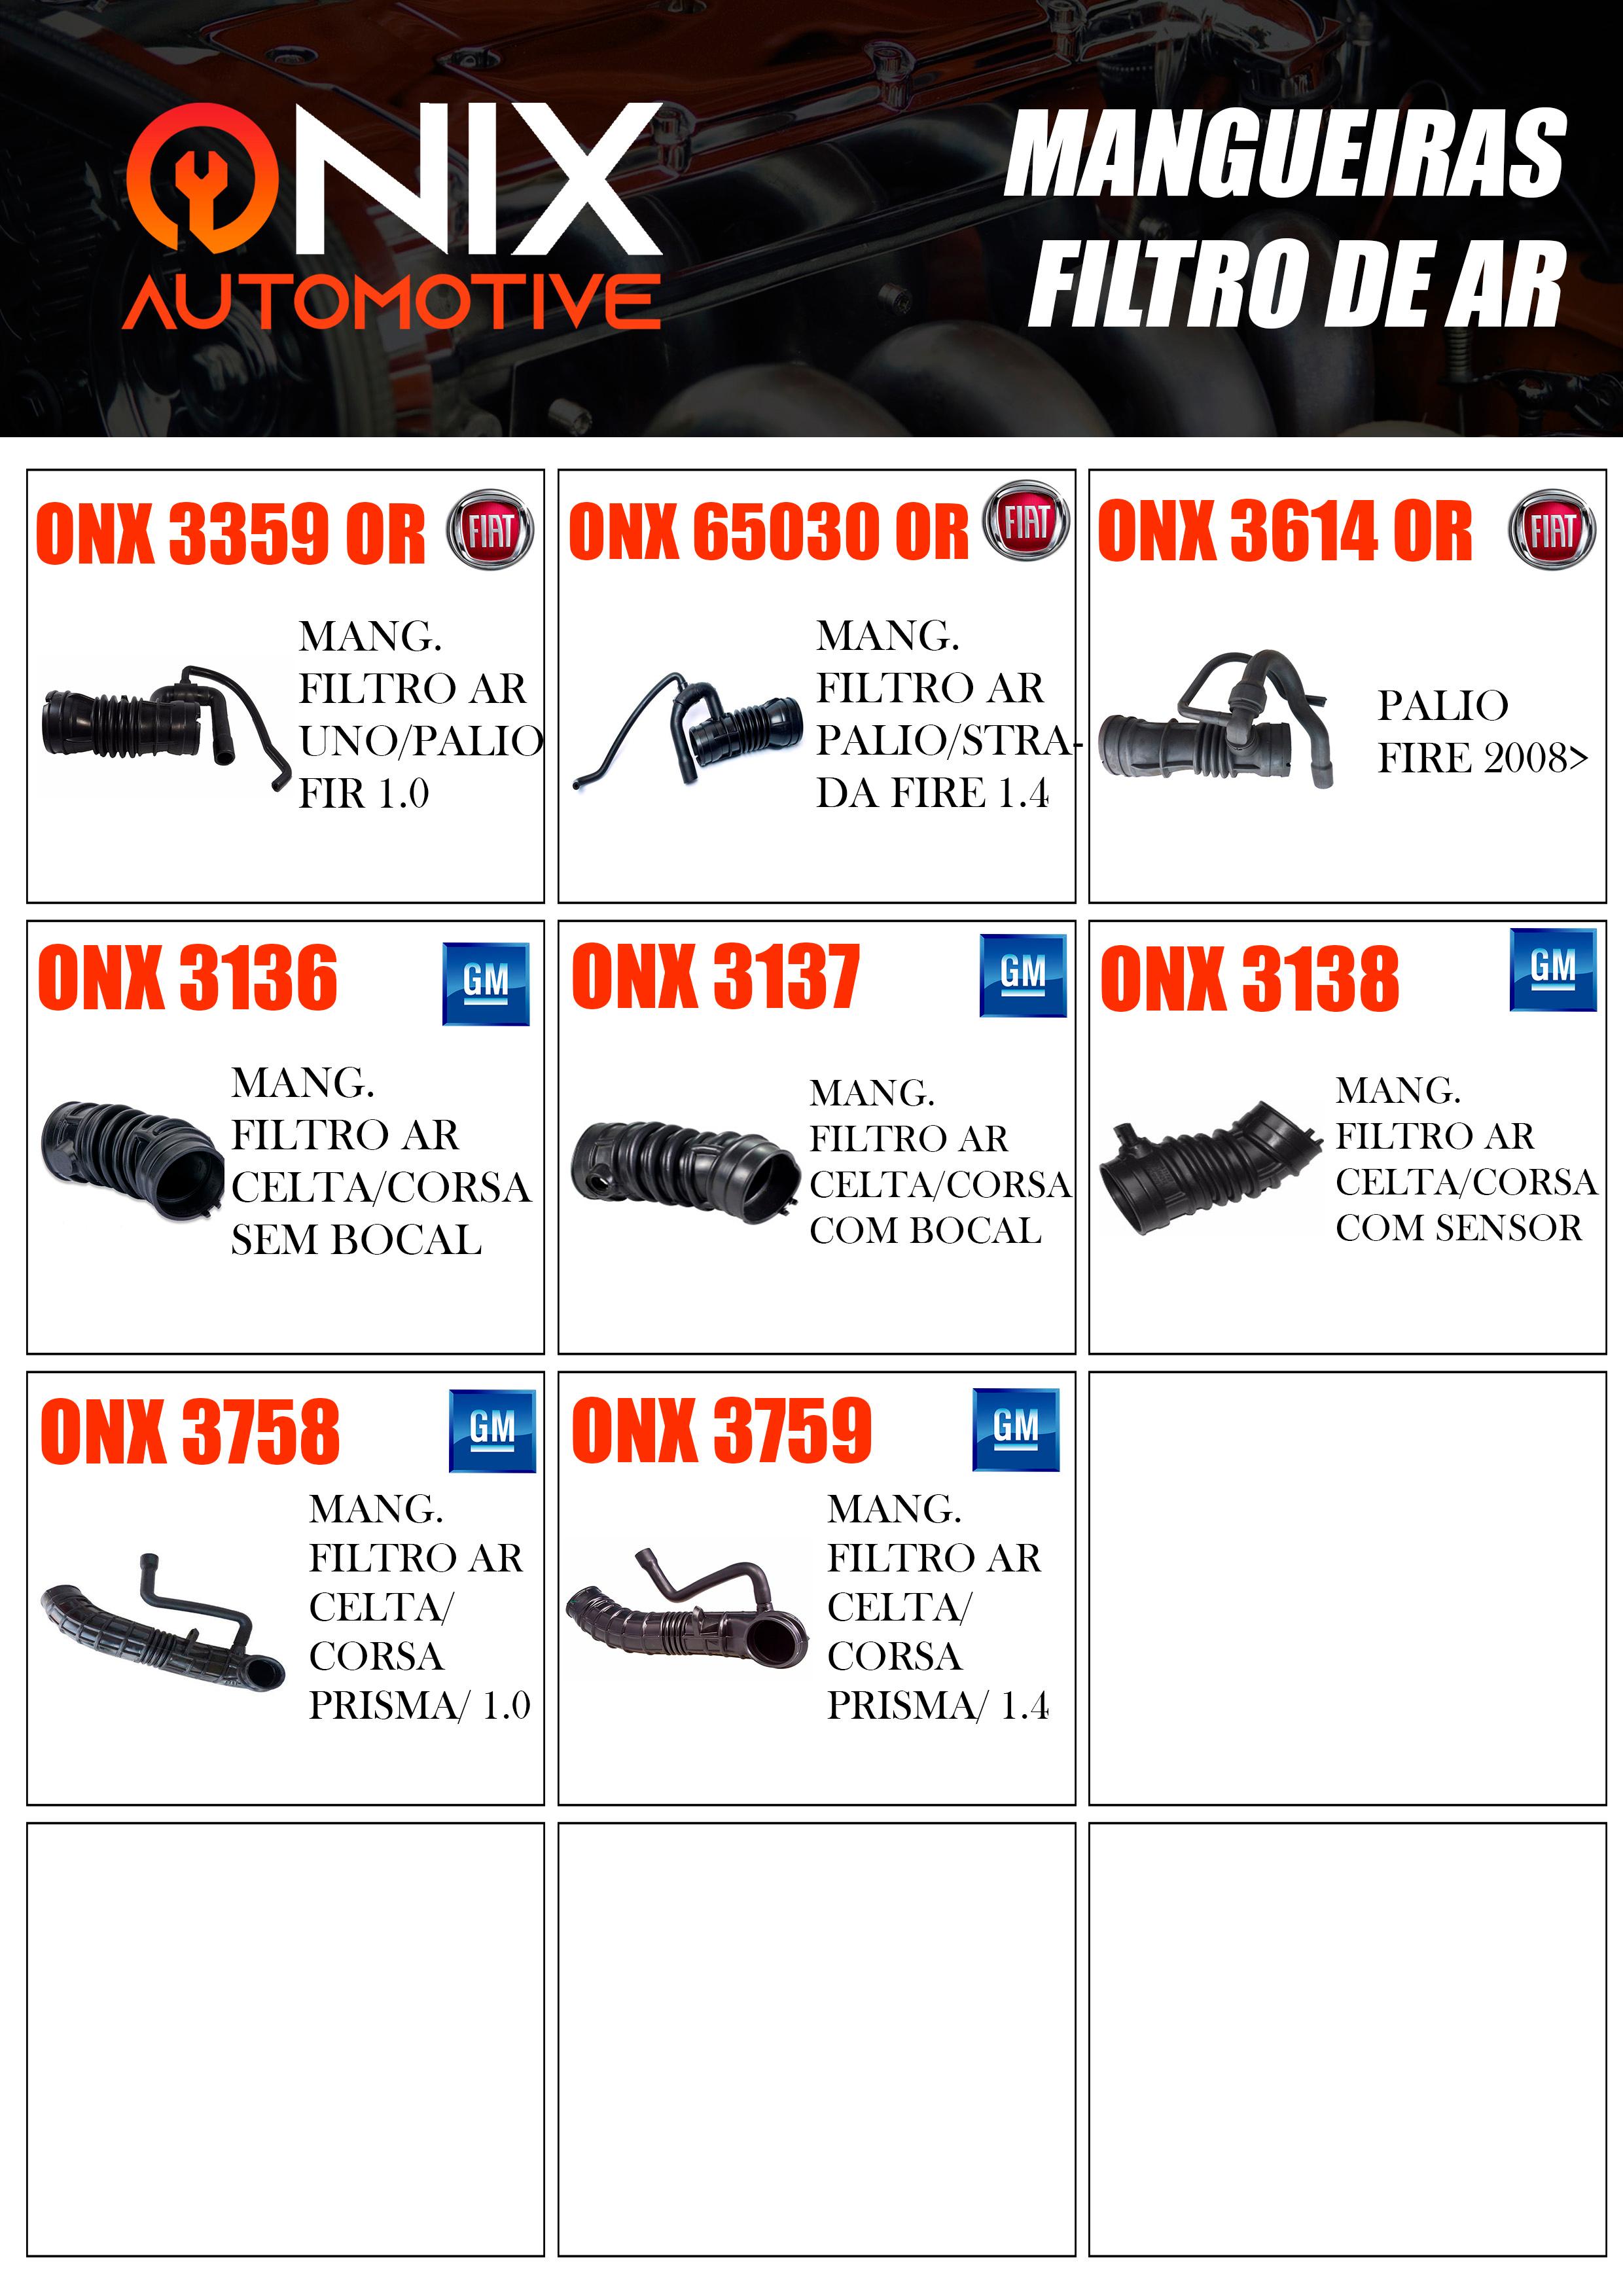 ONIX
AUTOMOTIVE
MANGUEIRAS
FILTRO DE AR
ONX 3359 OR
FIAT
MANG.
FILTRO AR
UNO/PALIO
FIR 1.0
ONX 65030 OR
FIAT
MANG.
FILTRO AR
PALIO/STRA-
DA FIRE 1.4
ONX 3614 OR
FIAT
PALIO
FIRE 2008>
ONX 3136
GM
MANG.
FILTRO AR
CELTA/CORSA
SEM BOCAL
ONX 3137
GM
MANG.
FILTRO AR
CELTA/CORSA
COM BOCAL
ONX 3138
GM
MANG.
FILTRO AR
CELTA/CORSA
COM SENSOR
ONX 3758
GM
MANG.
FILTRO AR
CELTA/
CORSA
PRISMA/ 1.0
ONX 3759
GM
MANG.
FILTRO AR
CELTA/
CORSA
PRISMA/ 1.4